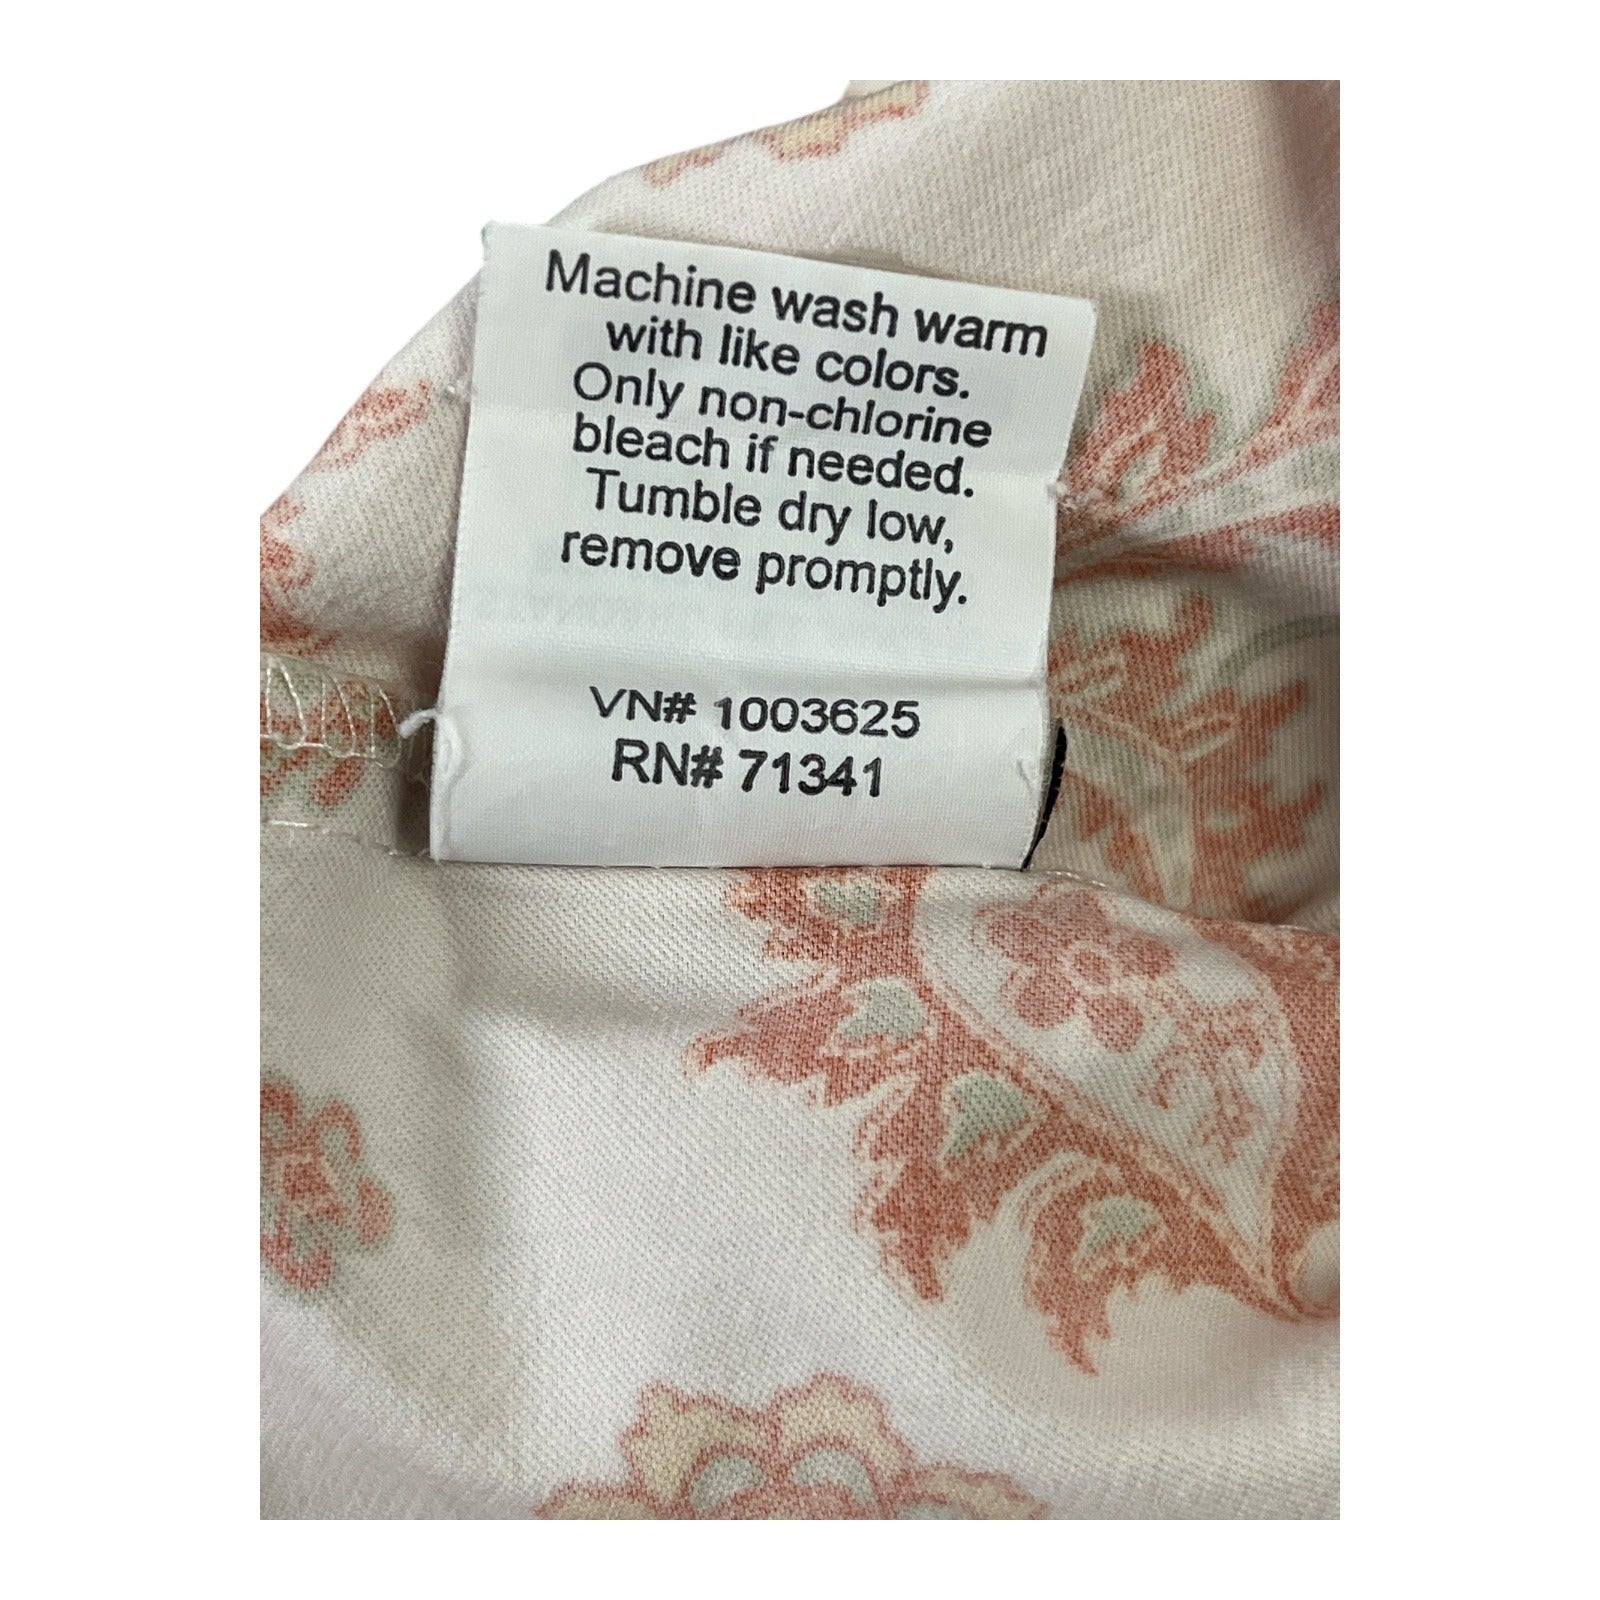 Machine wash warm
with like colors.
Only non-chlorine
bleach if needed.
Tumble dry low,
remove promptly.
VN# 1003625
RN# 71341